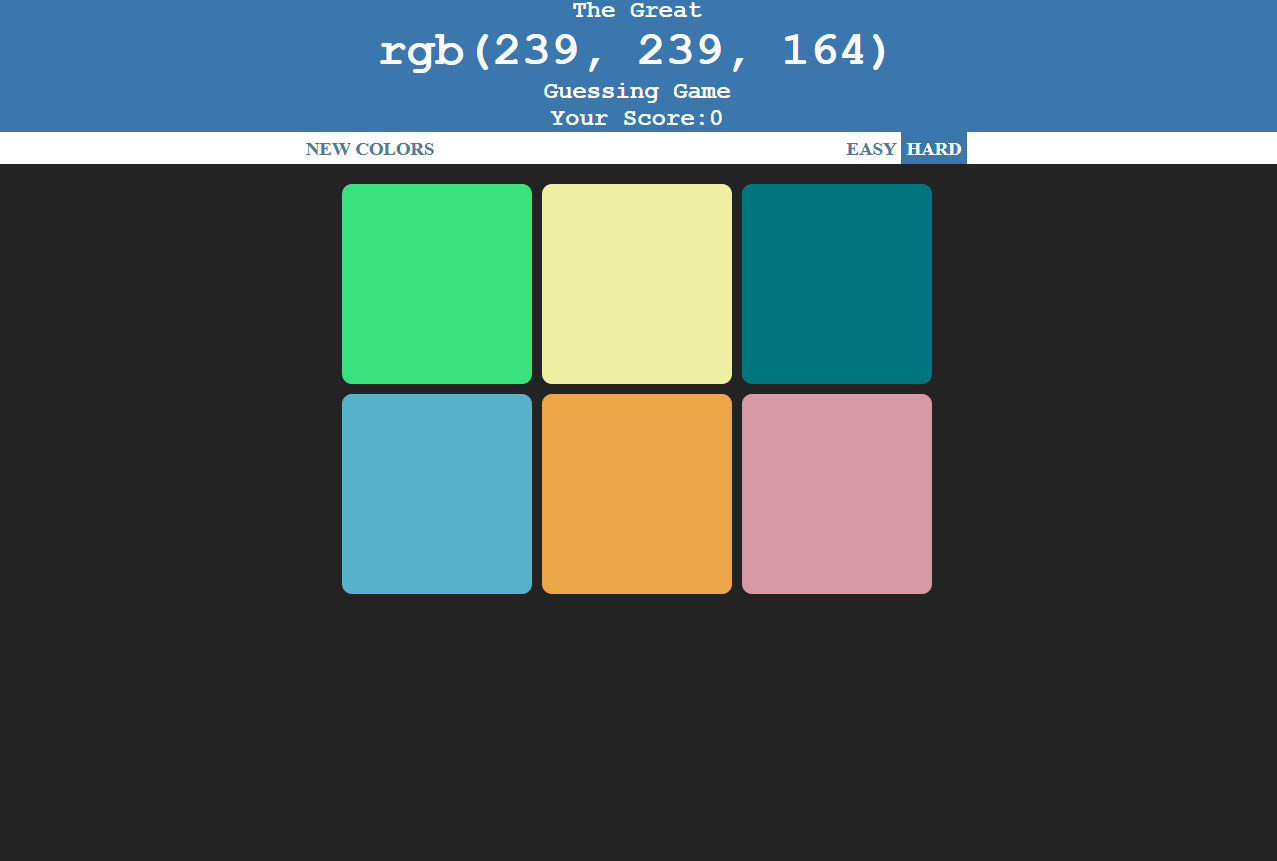 The Great
rgb(239, 239, 164)
Guessing Game
Your Score:0
NEW COLORS EASY HARD